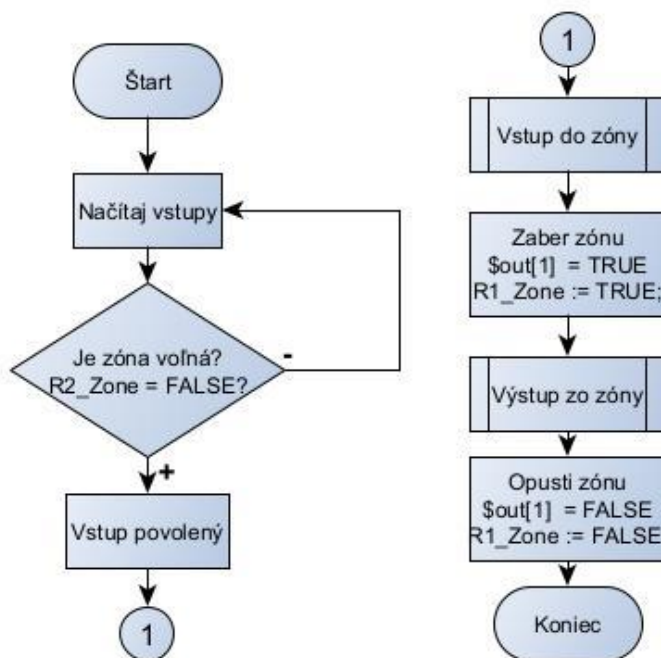 Štart
Načítaj vstupy
Je zóna voľná?
R2_Zone = FALSE?
-
+
Vstup povolený
1
1
Vstup do zóny
Zaber zónu
$out[1] = TRUE
R1_Zone := TRUE;
Výstup zo zóny
Opusti zónu
$out[1] = FALSE
R1_Zone := FALSE
Koniec